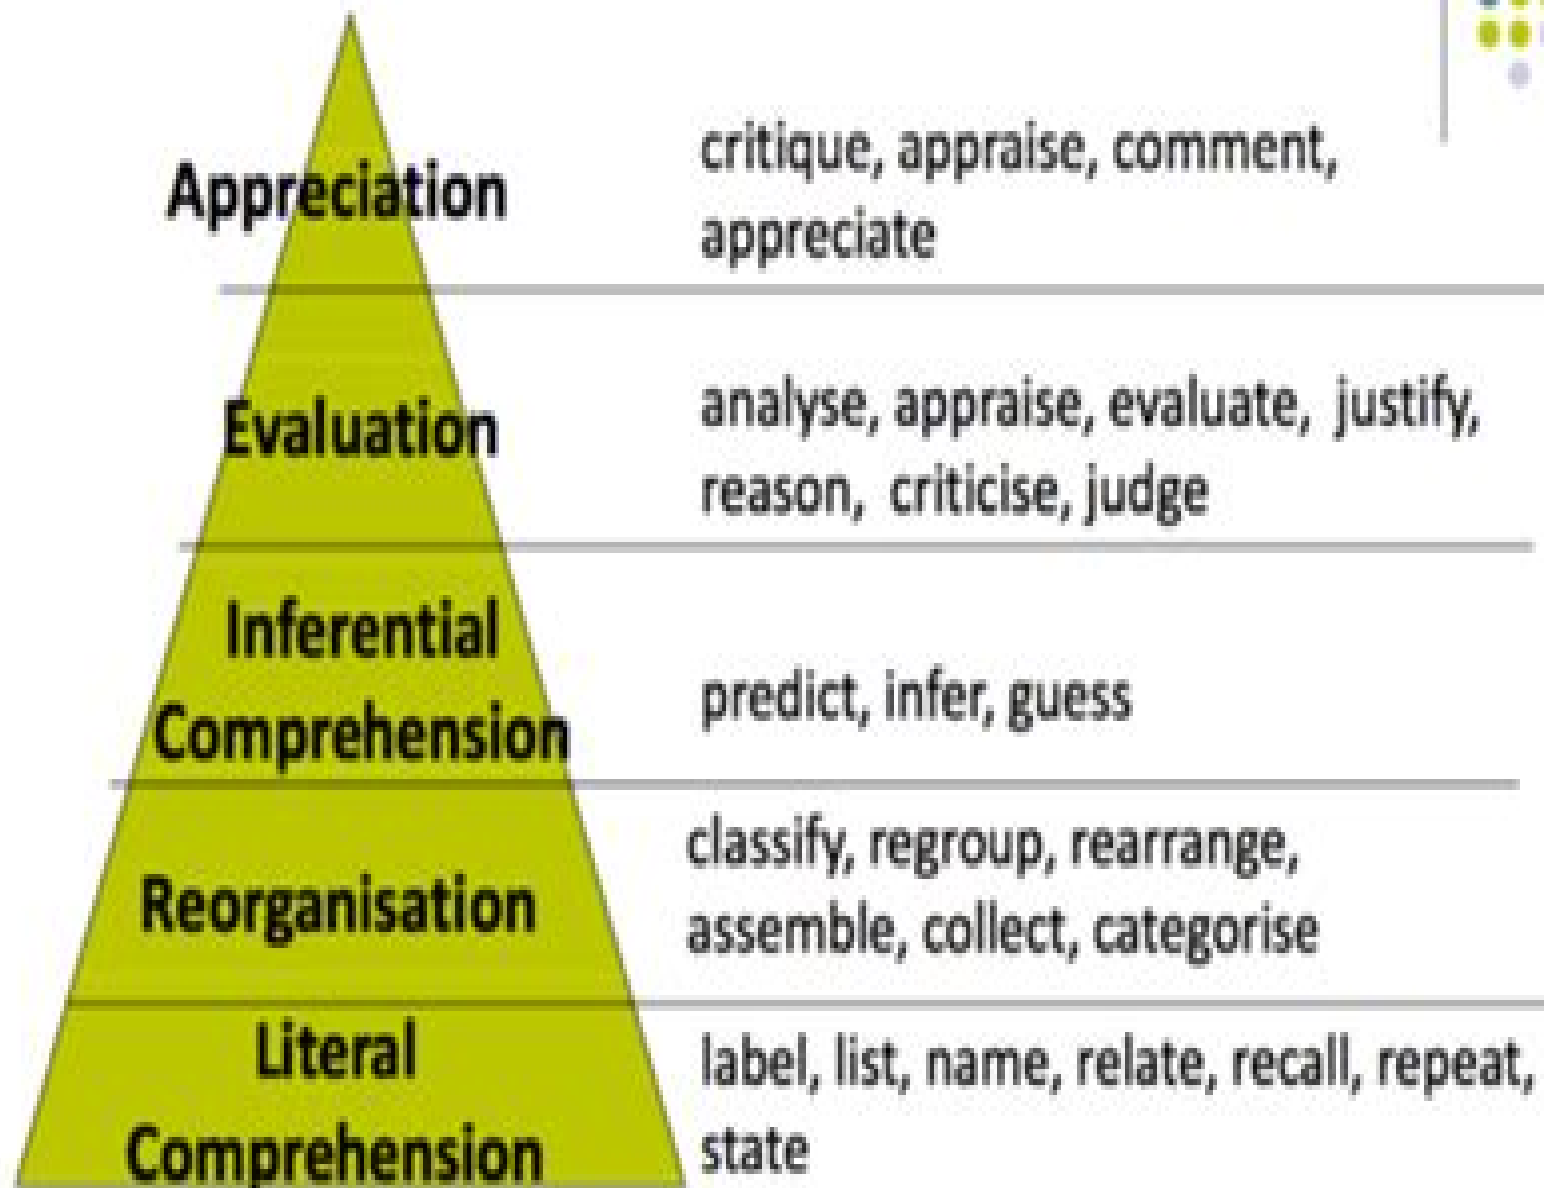 Appreciation
critique, appraise, comment,
appreciate
Evaluation
analyse, appraise, evaluate, justify,
reason, criticise, judge
Inferential
Comprehension
predict, infer, guess
Reorganisation
classify, regroup, rearrange,
assemble, collect, categorise
Literal
Comprehension
label, list, name, relate, recall, repeat,
state